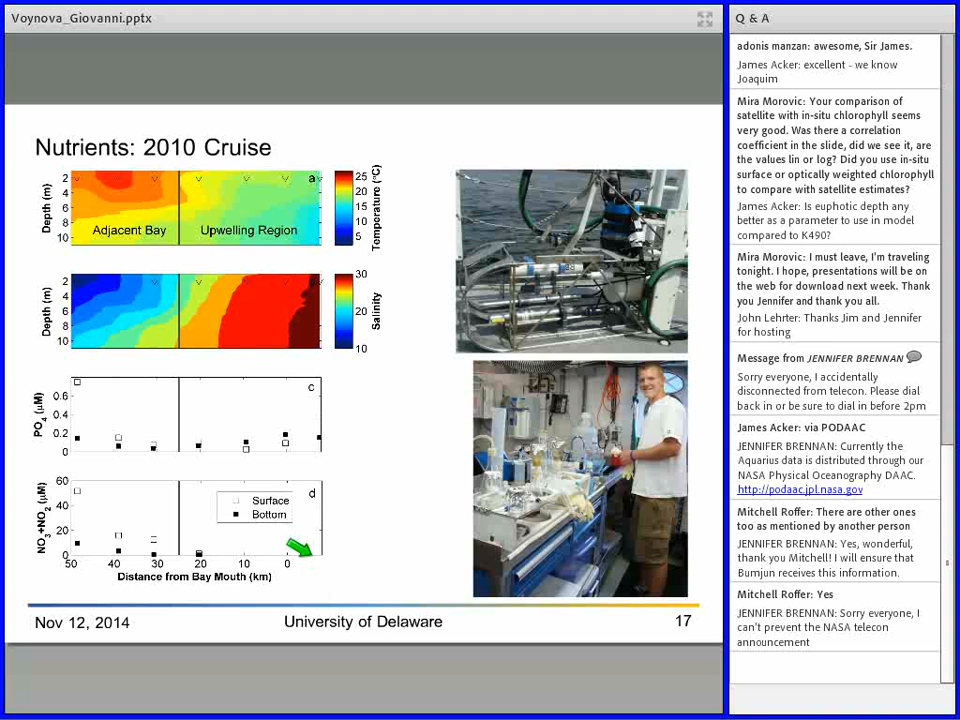 Voynova_Giovanni.pptx
Nutrients: 2010 Cruise
a
Depth (m)
2
4
6
8
10
Adjacent Bay
Upwelling Region
25
20
15
10
5
Temperature (°C)
Depth (m)
2
4
6
8
10
30
20
10
Salinity
c
PO4 (µM)
0.6
0.4
0.2
0
d
NO3+NO2 (µM)
60
40
20
0
Surface
Bottom
50 40 30 20 10 0
Distance from Bay Mouth (km)
Nov 12, 2014
University of Delaware
17
Q & A
adonis manzan: awesome, Sir James.
James Acker: excellent - we know
Joaquim
Mira Morovic: Your comparison of
satellite with in-situ chlorophyll seems
very good. Was there a correlation
coefficient in the slide, did we see it, are
the values lin or log? Did you use in-situ
surface or optically weighted chlorophyll
to compare with satellite estimates?
James Acker: Is euphotic depth any
better as a parameter to use in model
compared to K490?
Mira Morovic: I must leave, I'm traveling
tonight. I hope, presentations will be on
the web for download next week. Thank
you Jennifer and thank you all.
John Lehrter: Thanks Jim and Jennifer
for hosting
Message from JENNIFER BRENNAN
Sorry everyone, I accidentally
disconnected from telecon. Please dial
back in or be sure to dial in before 2pm
James Acker: via PODAAC
JENNIFER BRENNAN: Currently the
Aquarius data is distributed through our
NASA Physical Oceanography DAAC.
http://podaac.jpl.nasa.gov
Mitchell Roffer: There are other ones
too as mentioned by another person
JENNIFER BRENNAN: Yes, wonderful,
thank you Mitchell! I will ensure that
Bumjun receives this information.
Mitchell Roffer: Yes
JENNIFER BRENNAN: Sorry everyone, I
can't prevent the NASA telecon
announcement